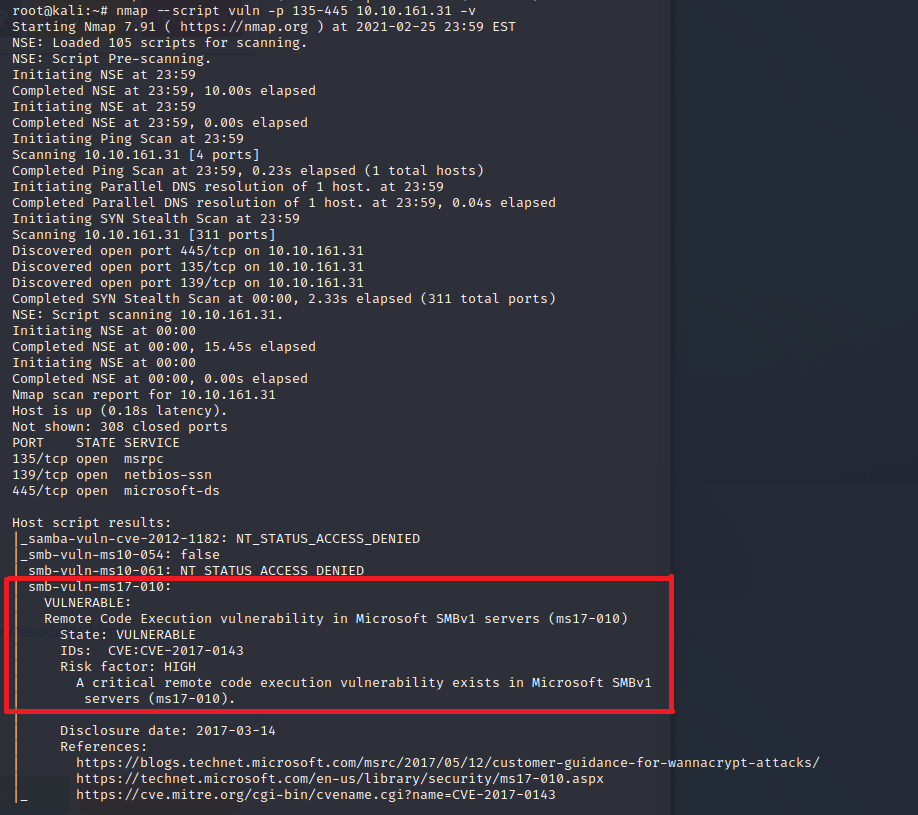 root@kali:~# nmap --script vuln -p 135-445 10.10.161.31 -v
Starting Nmap 7.91 ( https://nmap.org ) at 2021-02-25 23:59 EST
NSE: Loaded 105 scripts for scanning.
NSE: Script Pre-scanning.
Initiating NSE at 23:59
Completed NSE at 23:59, 10.00s elapsed
Initiating NSE at 23:59
Completed NSE at 23:59, 0.00s elapsed
Initiating Ping Scan at 23:59
Scanning 10.10.161.31 [4 ports]
Completed Ping Scan at 23:59, 0.23s elapsed (1 total hosts)
Initiating Parallel DNS resolution of 1 host. at 23:59
Completed Parallel DNS resolution of 1 host. at 23:59, 0.04s elapsed
Initiating SYN Stealth Scan at 23:59
Scanning 10.10.161.31 [311 ports]
Discovered open port 445/tcp on 10.10.161.31
Discovered open port 135/tcp on 10.10.161.31
Discovered open port 139/tcp on 10.10.161.31
Completed SYN Stealth Scan at 00:00, 2.33s elapsed (311 total ports)
NSE: Script scanning 10.10.161.31.
Initiating NSE at 00:00
Completed NSE at 00:00, 15.45s elapsed
Initiating NSE at 00:00
Completed NSE at 00:00, 0.00s elapsed
Nmap scan report for 10.10.161.31
Host is up (0.18s latency).
Not shown: 308 closed ports
PORT    STATE SERVICE
135/tcp open  msrpc
139/tcp open  netbios-ssn
445/tcp open  microsoft-ds

Host script results:
|_samba-vuln-cve-2012-1182: NT_STATUS_ACCESS_DENIED
|_smb-vuln-ms10-054: false
|_smb-vuln-ms10-061: NT_STATUS_ACCESS_DENIED
| smb-vuln-ms17-010:
|   VULNERABLE:
|   Remote Code Execution vulnerability in Microsoft SMBv1 servers (ms17-010)
|     State: VULNERABLE
|     IDs:  CVE:CVE-2017-0143
|     Risk factor: HIGH
|       A critical remote code execution vulnerability exists in Microsoft SMBv1
|        servers (ms17-010).
|
|     Disclosure date: 2017-03-14
|     References:
|       https://blogs.technet.microsoft.com/msrc/2017/05/12/customer-guidance-for-wannacrypt-attacks/
|       https://technet.microsoft.com/en-us/library/security/ms17-010.aspx
|_      https://cve.mitre.org/cgi-bin/cvename.cgi?name=CVE-2017-0143